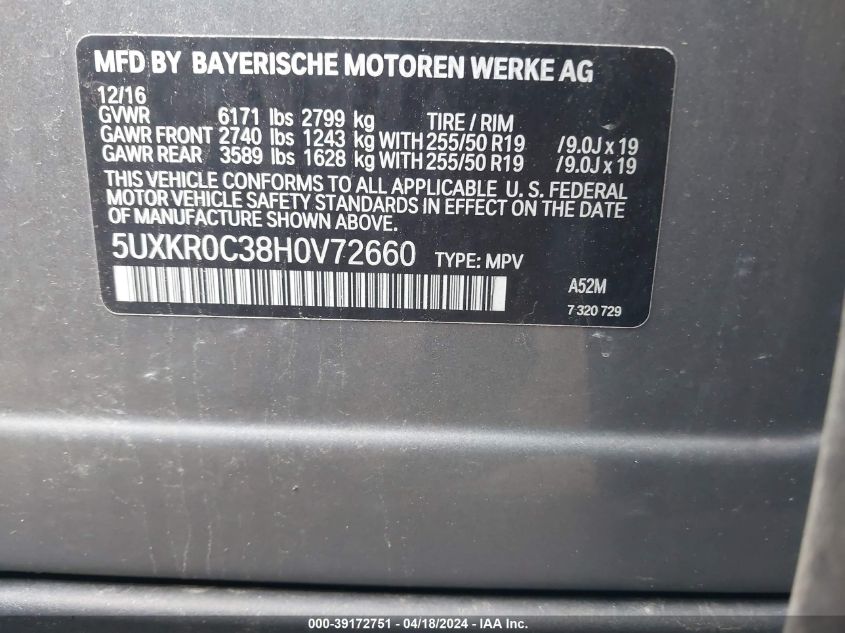 MFD BY BAYERISCHE MOTOREN WERKE AG
12/16
GVWR 6171 lbs 2799 kg TIRE / RIM
GAWR FRONT 2740 lbs 1243 kg WITH 255/50 R19 /9.0J x 19
GAWR REAR 3589 lbs 1628 kg WITH 255/50 R19 /9.0J x 19
THIS VEHICLE CONFORMS TO ALL APPLICABLE U. S. FEDERAL
MOTOR VEHICLE SAFETY STANDARDS IN EFFECT ON THE DATE
OF MANUFACTURE SHOWN ABOVE.
5UXKR0C38H0V72660 TYPE: MPV
A52M
7 320 729
000-39172751 - 04/18/2024 - © IAA Inc.